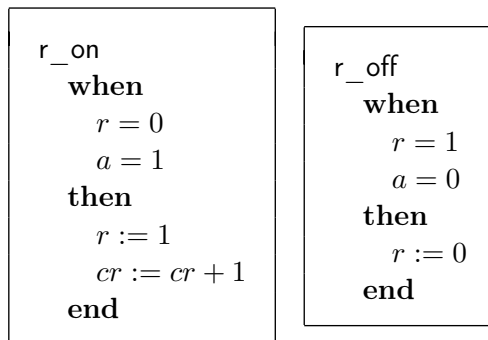 r_on
when
r = 0
a = 1
then
r := 1
cr := cr + 1
end
r_off
when
r = 1
a = 0
then
r := 0
end